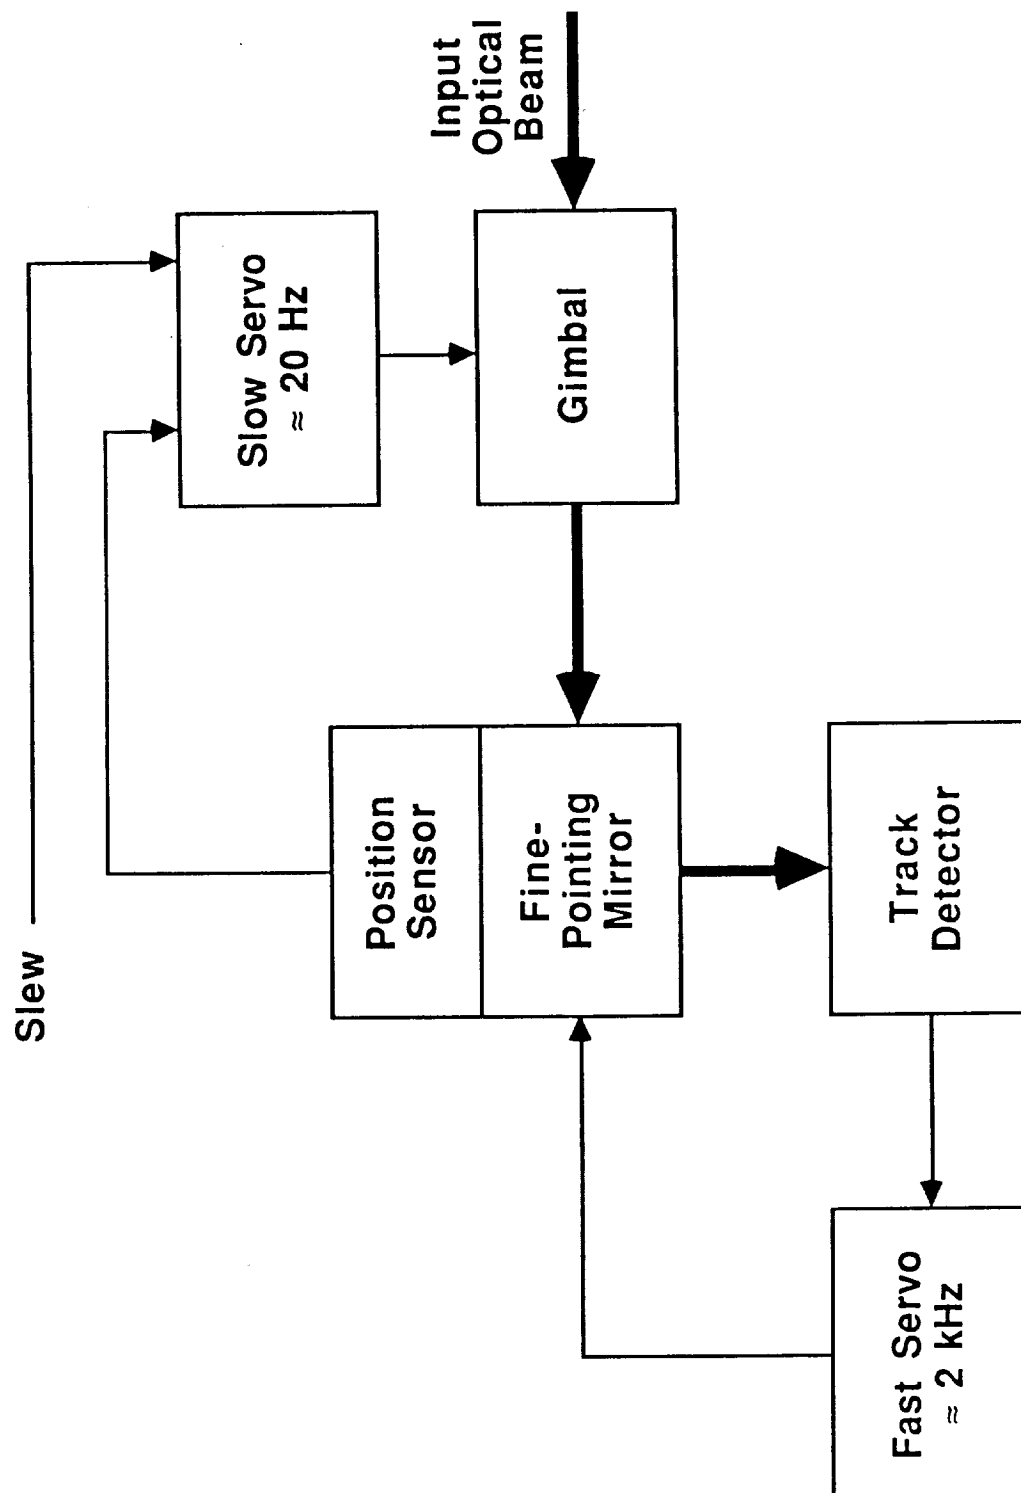 Slew
Slow Servo
≈ 20 Hz
Input
Optical
Beam
Position
Sensor
Fine-
Pointing
Mirror
Gimbal
Fast Servo
≈ 2 kHz
Track
Detector